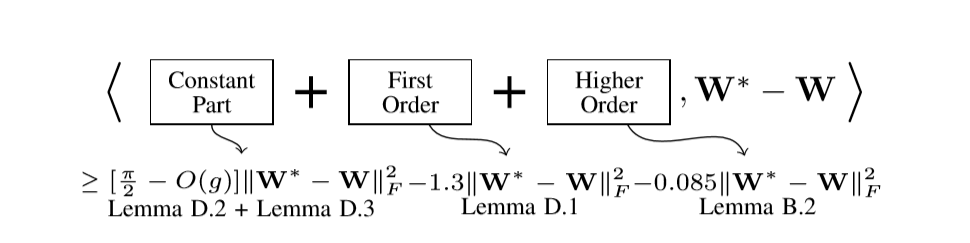 ⟨ Constant Part + First Order + Higher Order , W* − W ⟩
≥ [π/2 − O(g)]‖W* − W‖²_F −1.3‖W* − W‖²_F −0.085‖W* − W‖²_F
Lemma D.2 + Lemma D.3 Lemma D.1 Lemma B.2